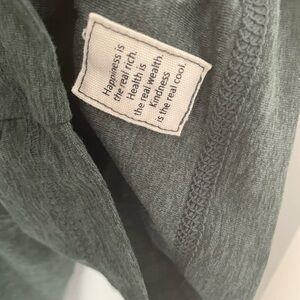 Happiness is
the real rich.
Health is
the real wealth.
kindness
is the real cool.